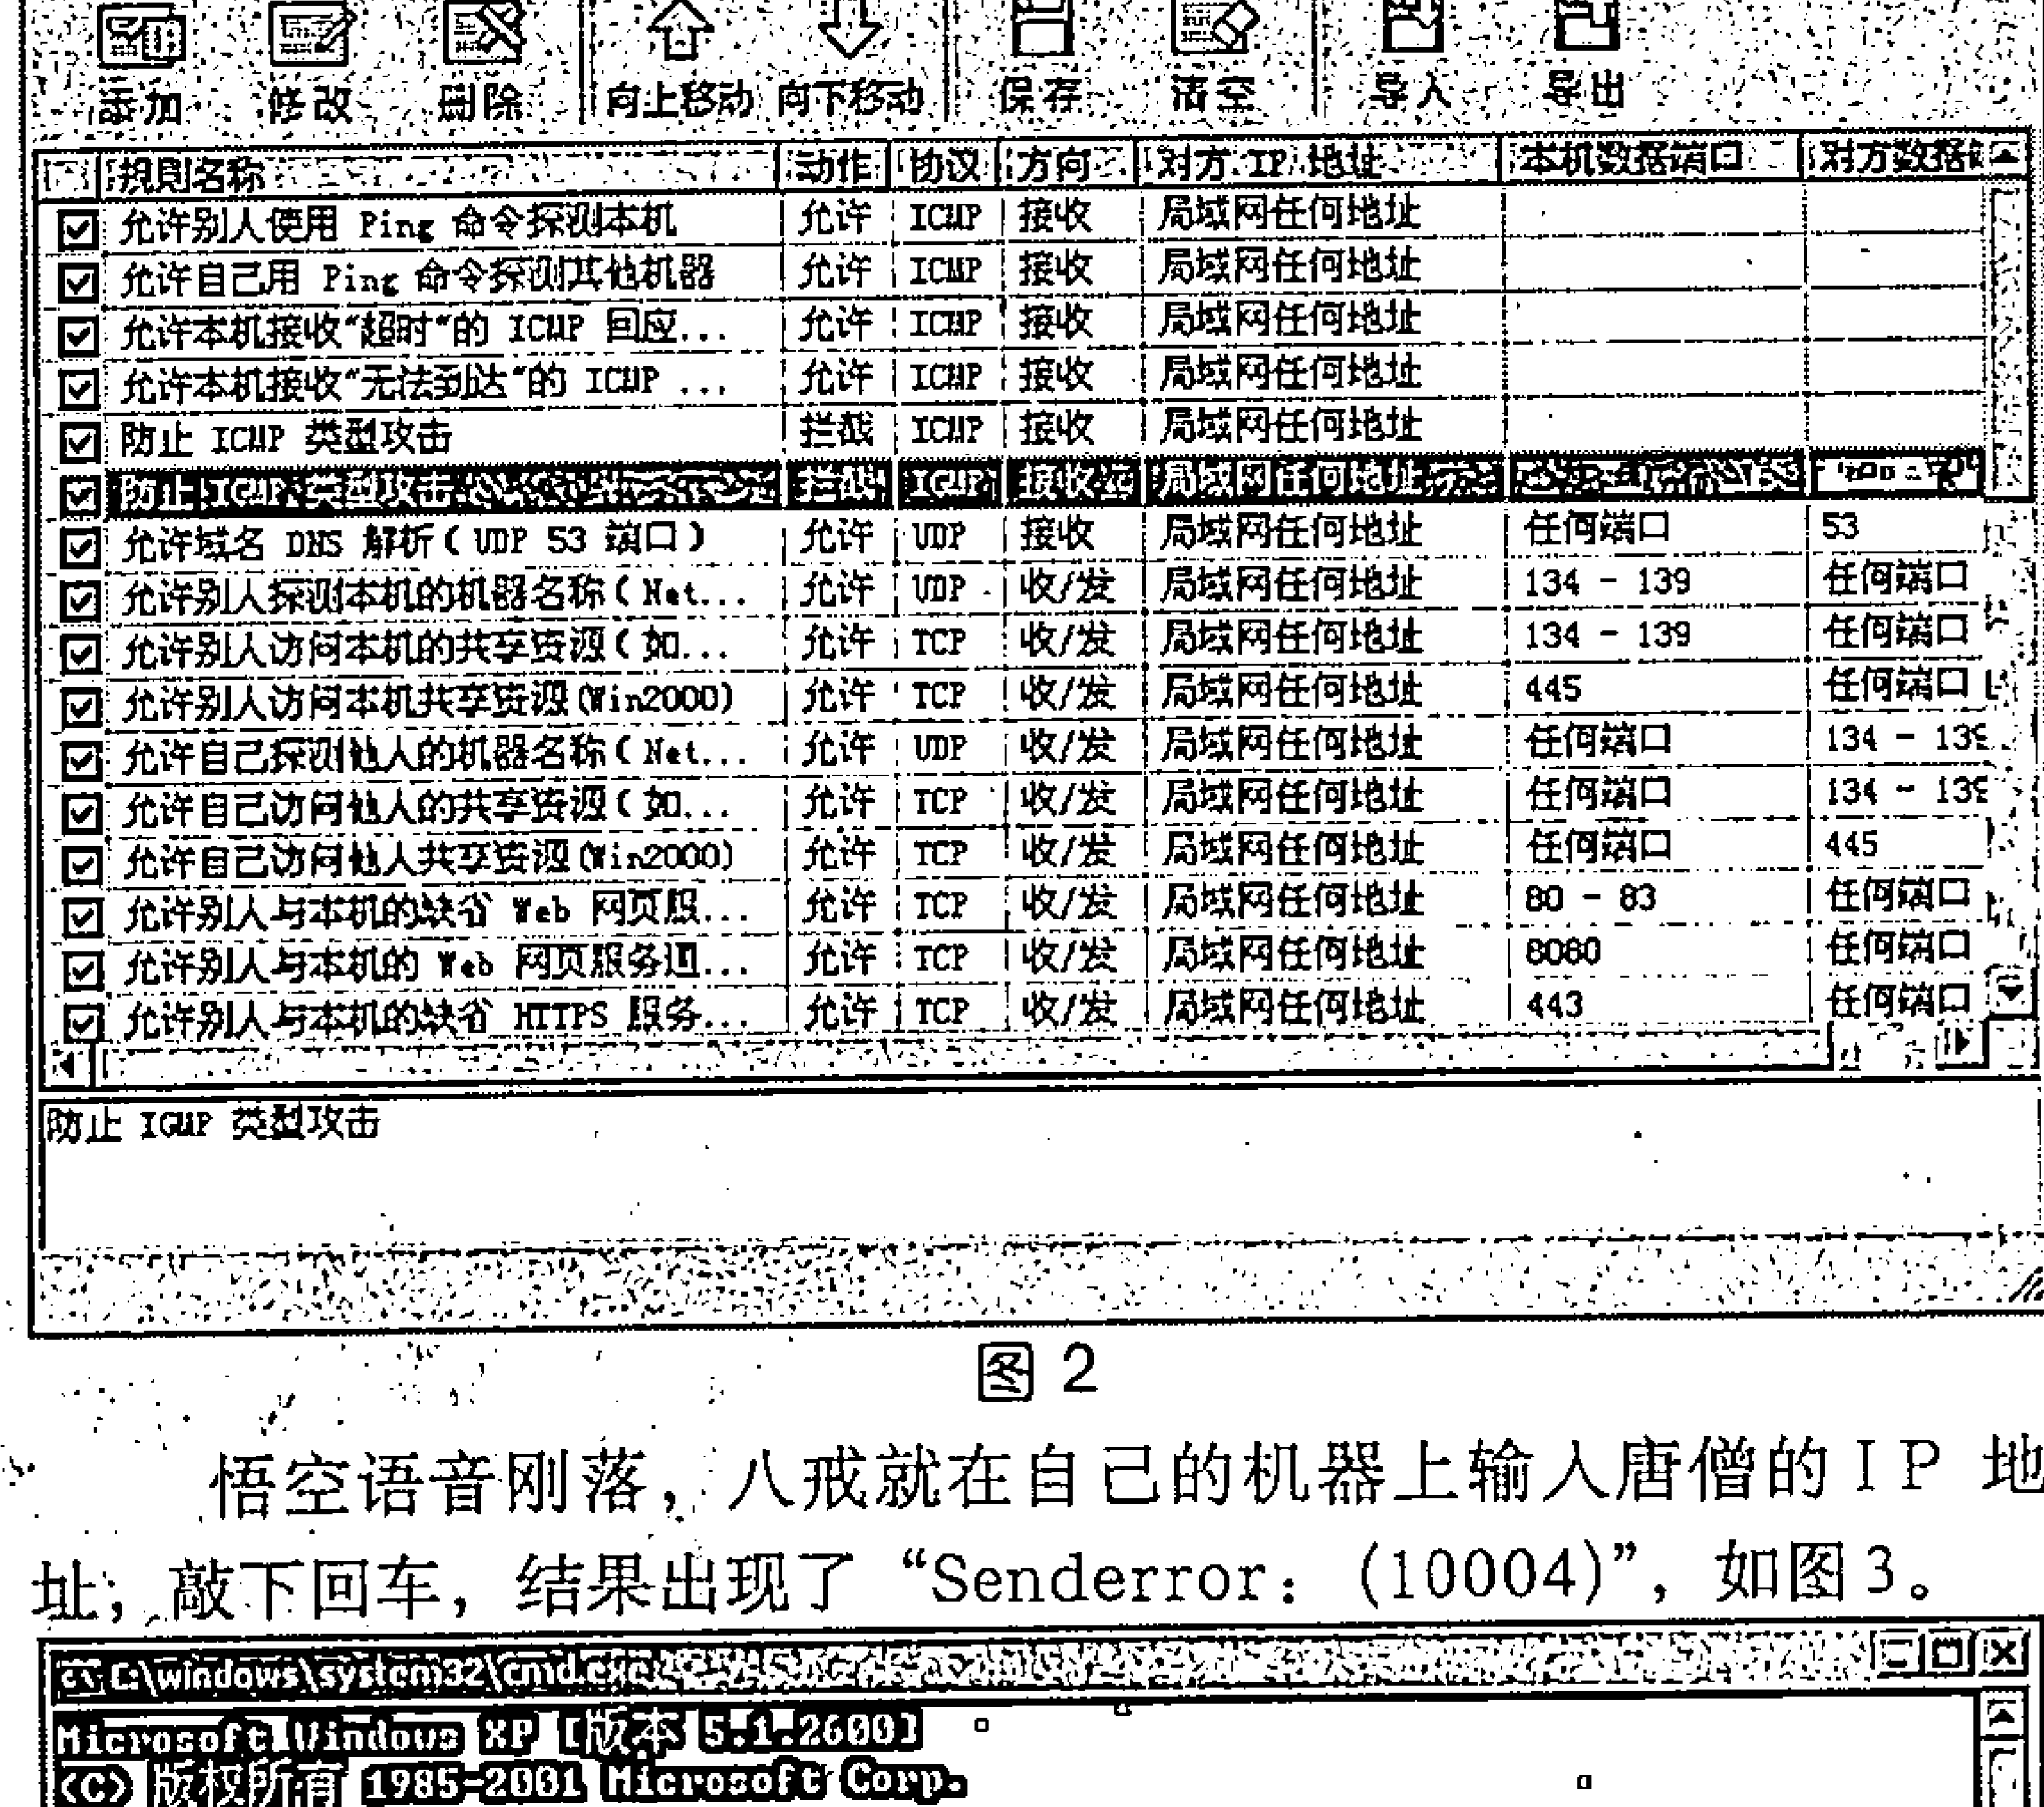 添加 修改 删除 向上移动 向下移动 保存 清空 导入 导出
规则名称 动作 协议 方向 对方 IP 地址 本机数据端口 对方数据
允许别人使用 Ping 命令探测本机 允许 ICMP 接收 局域网任何地址
允许自己用 Ping 命令探测其他机器 允许 ICMP 接收 局域网任何地址
允许本机接收“超时”的 ICMP 回应... 允许 ICMP 接收 局域网任何地址
允许本机接收“无法到达”的 ICMP ... 允许 ICMP 接收 局域网任何地址
防止 ICMP 类型攻击 拦截 ICMP 接收 局域网任何地址
防止 IGMP 类型攻击 拦截 IGMP 接收 局域网任何地址
允许域名 DNS 解析(UDP 53 端口) 允许 UDP 接收 局域网任何地址 任何端口 53
允许别人探测本机的机器名称(Net... 允许 UDP 收/发 局域网任何地址 134 - 139 任何端口
允许别人访问本机的共享资源(如... 允许 TCP 收/发 局域网任何地址 134 - 139 任何端口
允许别人访问本机共享资源(Win2000) 允许 TCP 收/发 局域网任何地址 445 任何端口
允许自己探测他人的机器名称(Net... 允许 UDP 收/发 局域网任何地址 任何端口 134 - 139
允许自己访问他人的共享资源(如... 允许 TCP 收/发 局域网任何地址 任何端口 134 - 139
允许自己访问他人共享资源(Win2000) 允许 TCP 收/发 局域网任何地址 任何端口 445
允许别人与本机的缺省 Web 网页服... 允许 TCP 收/发 局域网任何地址 80 - 83 任何端口
允许别人与本机的 Web 网页服务通... 允许 TCP 收/发 局域网任何地址 8080 任何端口
允许别人与本机的缺省 HTTPS 服务... 允许 TCP 收/发 局域网任何地址 443 任何端口
防止 IGMP 类型攻击
图 2
悟空语音刚落，八戒就在自己的机器上输入唐僧的IP 地
址，敲下回车，结果出现了“Senderror：(10004)”，如图3。
C:\windows\system32\cmd.exe
Microsoft Windows XP [版本 5.1.2600]
(C) 版权所有 1985-2001 Microsoft Corp.